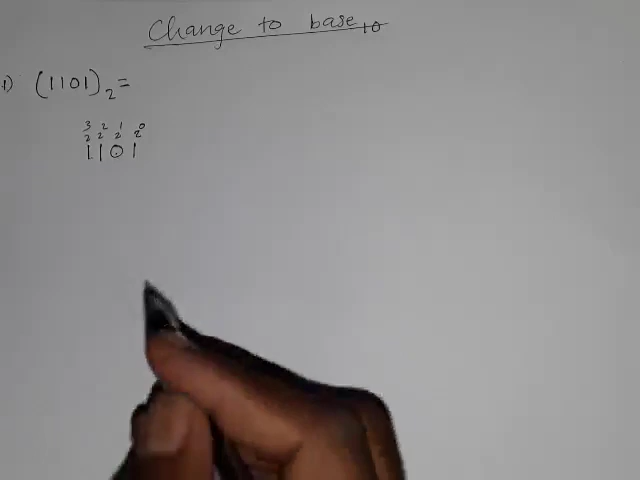 Change to base 10
1) (1101)₂ =
3 2 1 0
2 2 2 2
1 1 0 1